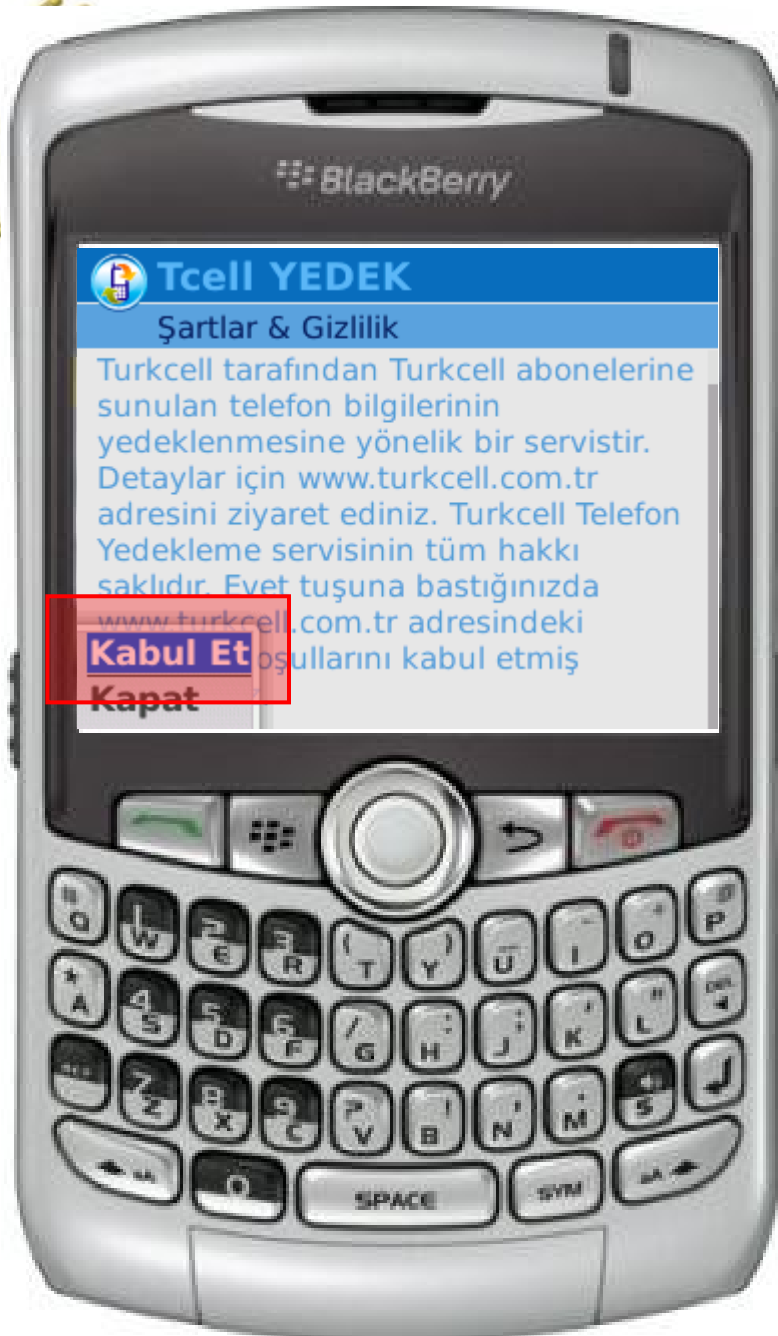 BlackBerry
Tcell YEDEK
Şartlar & Gizlilik
Turkcell tarafından Turkcell abonelerine
sunulan telefon bilgilerinin
yedeklenmesine yönelik bir servistir.
Detaylar için www.turkcell.com.tr
adresini ziyaret ediniz. Turkcell Telefon
Yedekleme servisinin tüm hakkı
saklıdır. Evet tuşuna bastığınızda
www.turkcell.com.tr adresindeki
Kabul Et oşullarını kabul etmiş
Kapat
Q W E R T Y U I O P
A S D F G H J K L DEL
Z X C V B N M
SPACE SYM